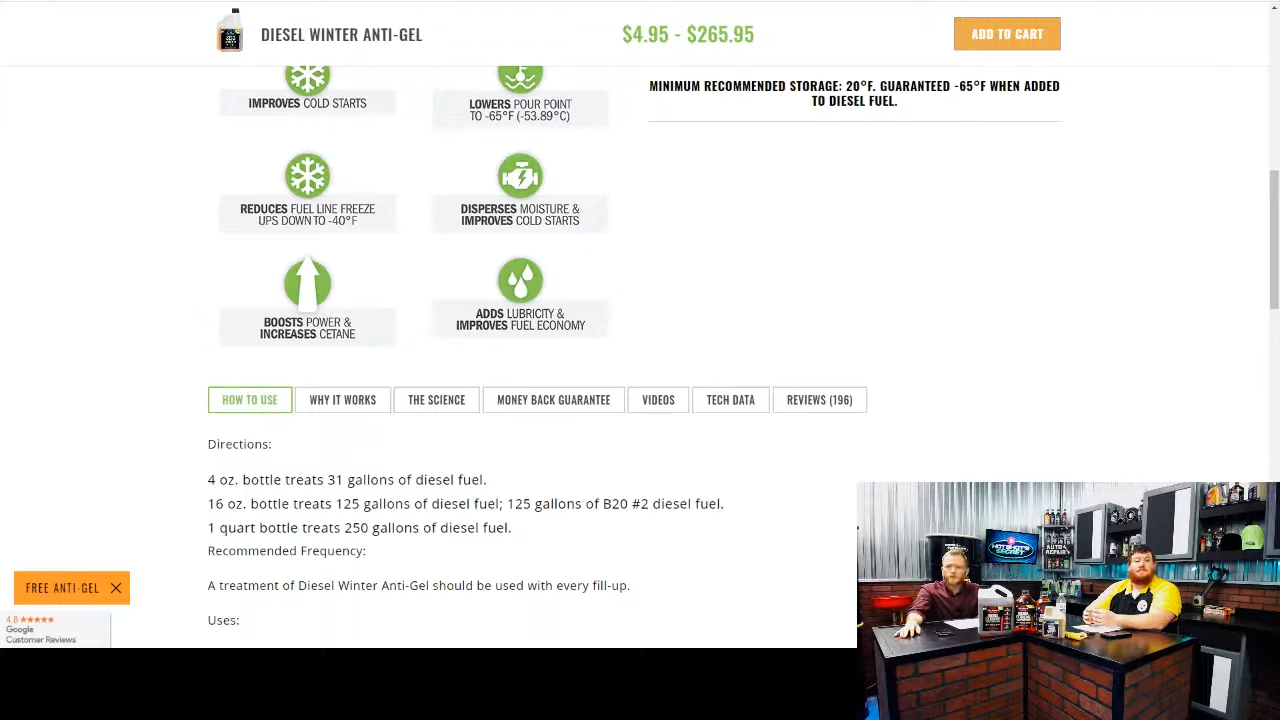 DIESEL WINTER ANTI-GEL
$4.95 - $265.95
ADD TO CART
IMPROVES COLD STARTS
LOWERS POUR POINT
TO -65°F (-53.89°C)
MINIMUM RECOMMENDED STORAGE: 20°F. GUARANTEED -65°F WHEN ADDED
TO DIESEL FUEL.
REDUCES FUEL LINE FREEZE
UPS DOWN TO -40°F
DISPERSES MOISTURE &
IMPROVES COLD STARTS
BOOSTS POWER &
INCREASES CETANE
ADDS LUBRICITY &
IMPROVES FUEL ECONOMY
HOW TO USE
WHY IT WORKS
THE SCIENCE
MONEY BACK GUARANTEE
VIDEOS
TECH DATA
REVIEWS (196)
Directions:
4 oz. bottle treats 31 gallons of diesel fuel.
16 oz. bottle treats 125 gallons of diesel fuel; 125 gallons of B20 #2 diesel fuel.
1 quart bottle treats 250 gallons of diesel fuel.
Recommended Frequency:
A treatment of Diesel Winter Anti-Gel should be used with every fill-up.
Uses:
FREE ANTI-GEL
4.8 ★★★★★
Google
Customer Reviews
HOTSHOT'S
SECRET
AUTO
REPAIR